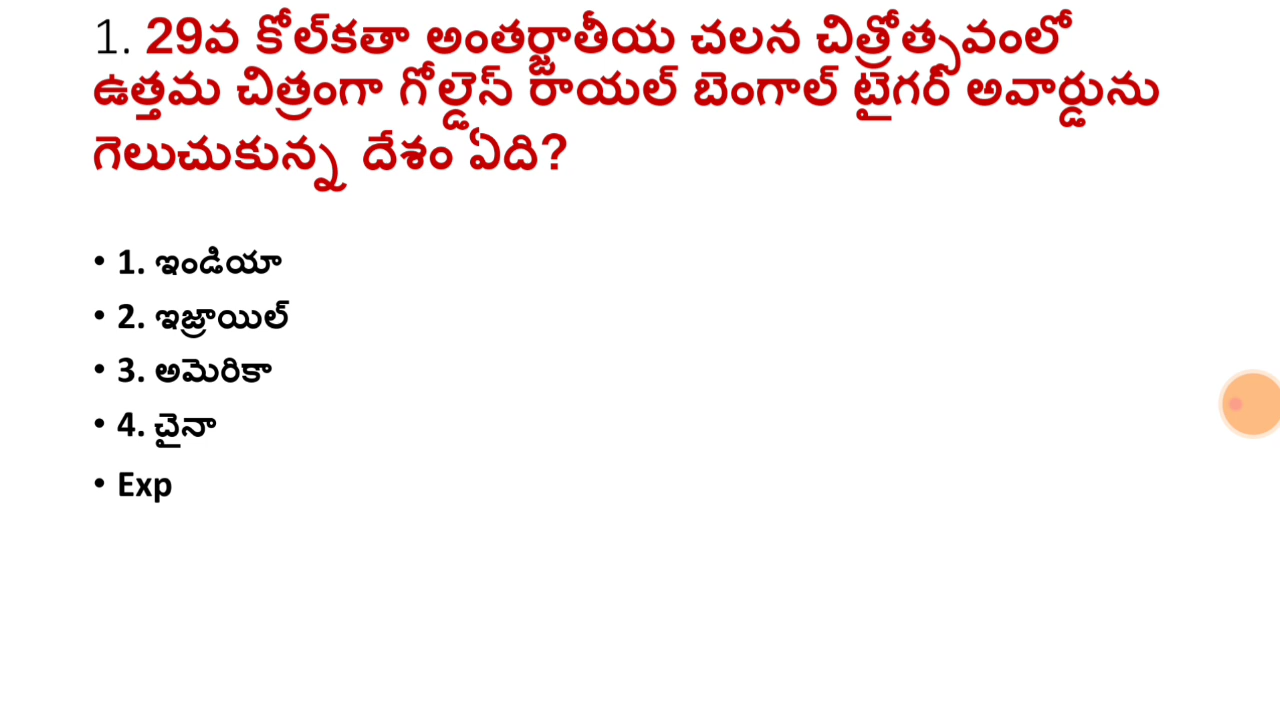 1. 29వ కోల్‌కతా అంతర్జాతీయ చలన చిత్రోత్సవంలో
ఉత్తమ చిత్రంగా గోల్డెన్ రాయల్ బెంగాల్ టైగర్ అవార్డును
గెలుచుకున్న దేశం ఏది?
• 1. ఇండియా
• 2. ఇజ్రాయిల్
• 3. అమెరికా
• 4. చైనా
• Exp